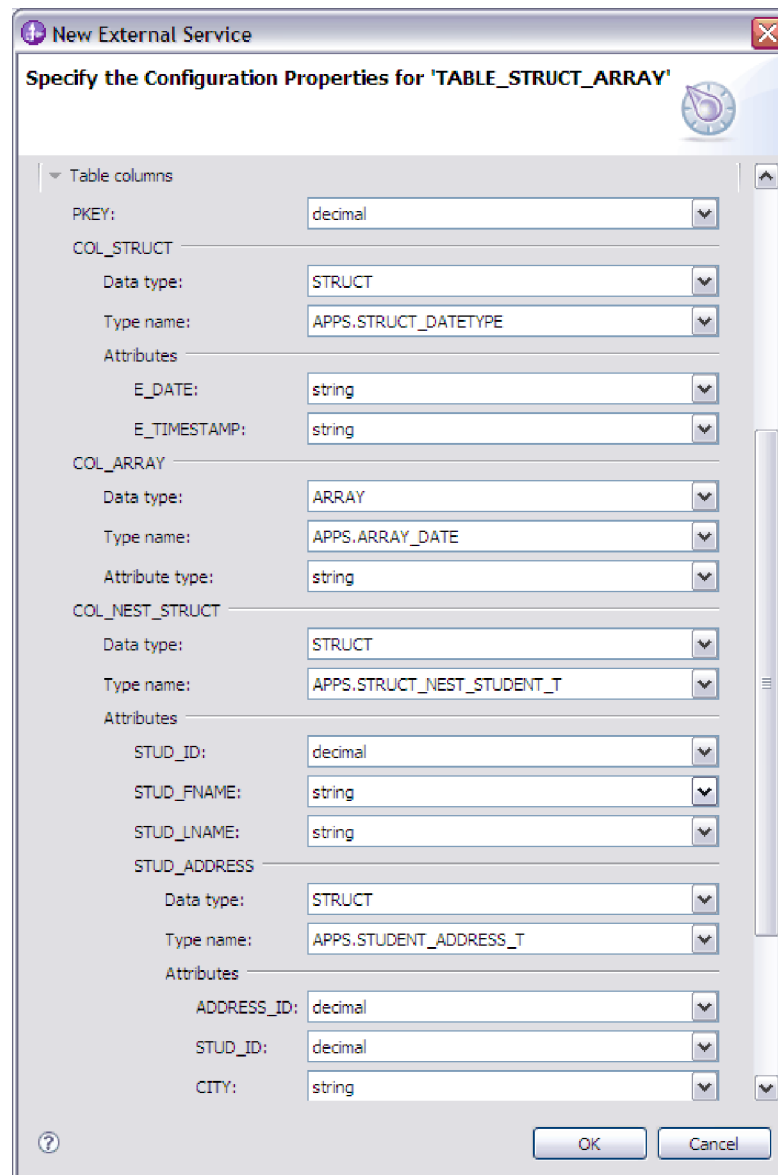 New External Service
Specify the Configuration Properties for 'TABLE_STRUCT_ARRAY'
Table columns
PKEY: decimal
COL_STRUCT
Data type: STRUCT
Type name: APPS.STRUCT_DATETYPE
Attributes
E_DATE: string
E_TIMESTAMP: string
COL_ARRAY
Data type: ARRAY
Type name: APPS.ARRAY_DATE
Attribute type: string
COL_NEST_STRUCT
Data type: STRUCT
Type name: APPS.STRUCT_NEST_STUDENT_T
Attributes
STUD_ID: decimal
STUD_FNAME: string
STUD_LNAME: string
STUD_ADDRESS
Data type: STRUCT
Type name: APPS.STUDENT_ADDRESS_T
Attributes
ADDRESS_ID: decimal
STUD_ID: decimal
CITY: string
? OK Cancel